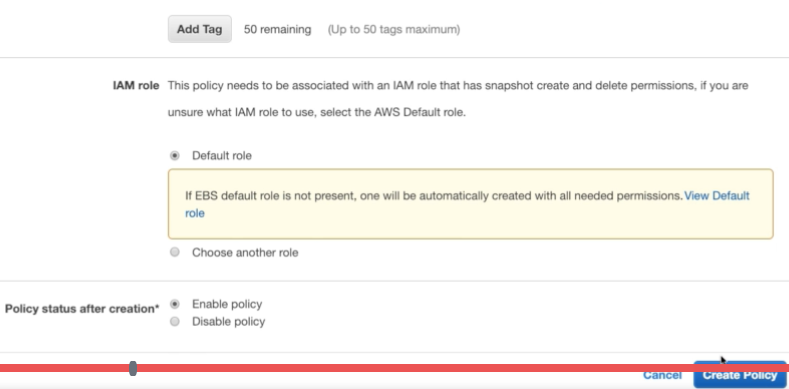 Add Tag 50 remaining (Up to 50 tags maximum)
IAM role This policy needs to be associated with an IAM role that has snapshot create and delete permissions, if you are
unsure what IAM role to use, select the AWS Default role.
Default role
If EBS default role is not present, one will be automatically created with all needed permissions. View Default
role
Choose another role
Policy status after creation* Enable policy
Disable policy
Cancel Create Policy